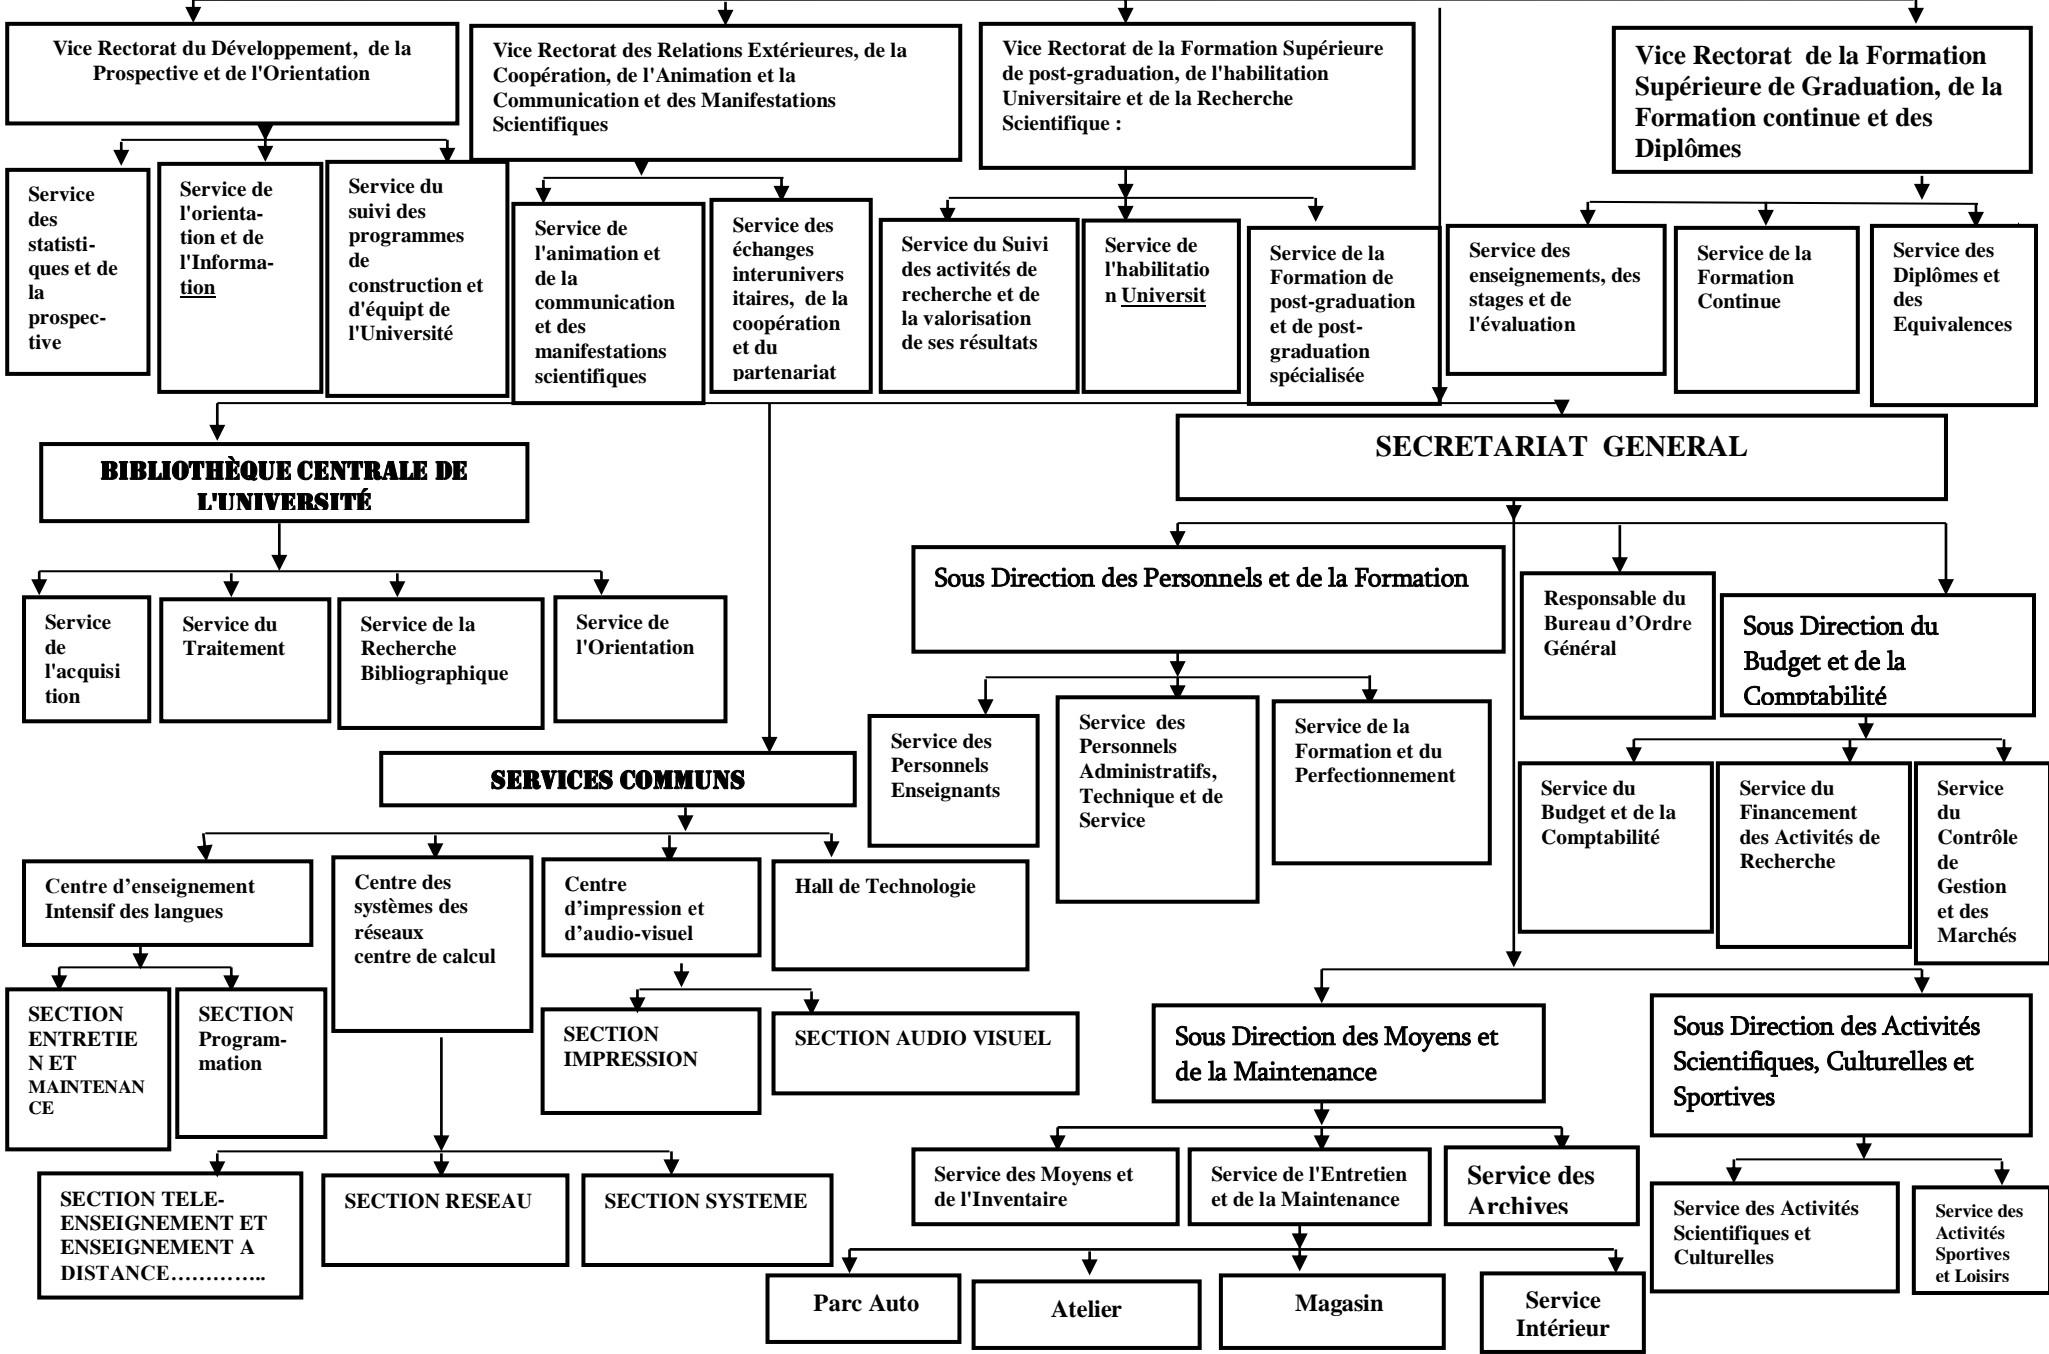 Vice Rectorat du Développement, de la
Prospective et de l'Orientation
Vice Rectorat des Relations Extérieures, de la
Coopération, de l'Animation et la
Communication et des Manifestations
Scientifiques
Vice Rectorat de la Formation Supérieure
de post-graduation, de l'habilitation
Universitaire et de la Recherche
Scientifique :
Vice Rectorat de la Formation
Supérieure de Graduation, de la
Formation continue et des
Diplômes
Service
des
statisti-
ques et de
la
prospec-
tive
Service de
l'orienta-
tion et de
l'Informa-
tion
Service du
suivi des
programmes
de
construction et
d'équipt de
l'Université
Service de
l'animation et
de la
communication
et des
manifestations
scientifiques
Service des
échanges
interunivers
itaires, de la
coopération
et du
partenariat
Service du Suivi
des activités de
recherche et de
la valorisation
de ses résultats
Service de
l'habilitatio
n Universit
Service de la
Formation de
post-graduation
et de post-
graduation
spécialisée
Service des
enseignements, des
stages et de
l'évaluation
Service de la
Formation
Continue
Service des
Diplômes et
des
Equivalences
BIBLIOTHÈQUE CENTRALE DE
L'UNIVERSITÉ
SECRETARIAT GENERAL
Service
de
l'acquisi
tion
Service du
Traitement
Service de la
Recherche
Bibliographique
Service de
l'Orientation
Sous Direction des Personnels et de la Formation
Responsable du
Bureau d’Ordre
Général
Sous Direction du
Budget et de la
Comptabilité
Service des
Personnels
Enseignants
Service des
Personnels
Administratifs,
Technique et de
Service
Service de la
Formation et du
Perfectionnement
Service du
Budget et de la
Comptabilité
Service du
Financement
des Activités de
Recherche
Service
du
Contrôle
de
Gestion
et des
Marchés
SERVICES COMMUNS
Centre d’enseignement
Intensif des langues
Centre des
systèmes des
réseaux
centre de calcul
Centre
d’impression et
d’audio-visuel
Hall de Technologie
SECTION
ENTRETIE
N ET
MAINTENAN
CE
SECTION
Program-
mation
SECTION
IMPRESSION
SECTION AUDIO VISUEL
Sous Direction des Moyens et
de la Maintenance
Sous Direction des Activités
Scientifiques, Culturelles et
Sportives
SECTION TELE-
ENSEIGNEMENT ET
ENSEIGNEMENT A
DISTANCE…………..
SECTION RESEAU
SECTION SYSTEME
Service des Moyens et
de l'Inventaire
Service de l'Entretien
et de la Maintenance
Service des
Archives
Service des Activités
Scientifiques et
Culturelles
Service des
Activités
Sportives
et Loisirs
Parc Auto
Atelier
Magasin
Service
Intérieur